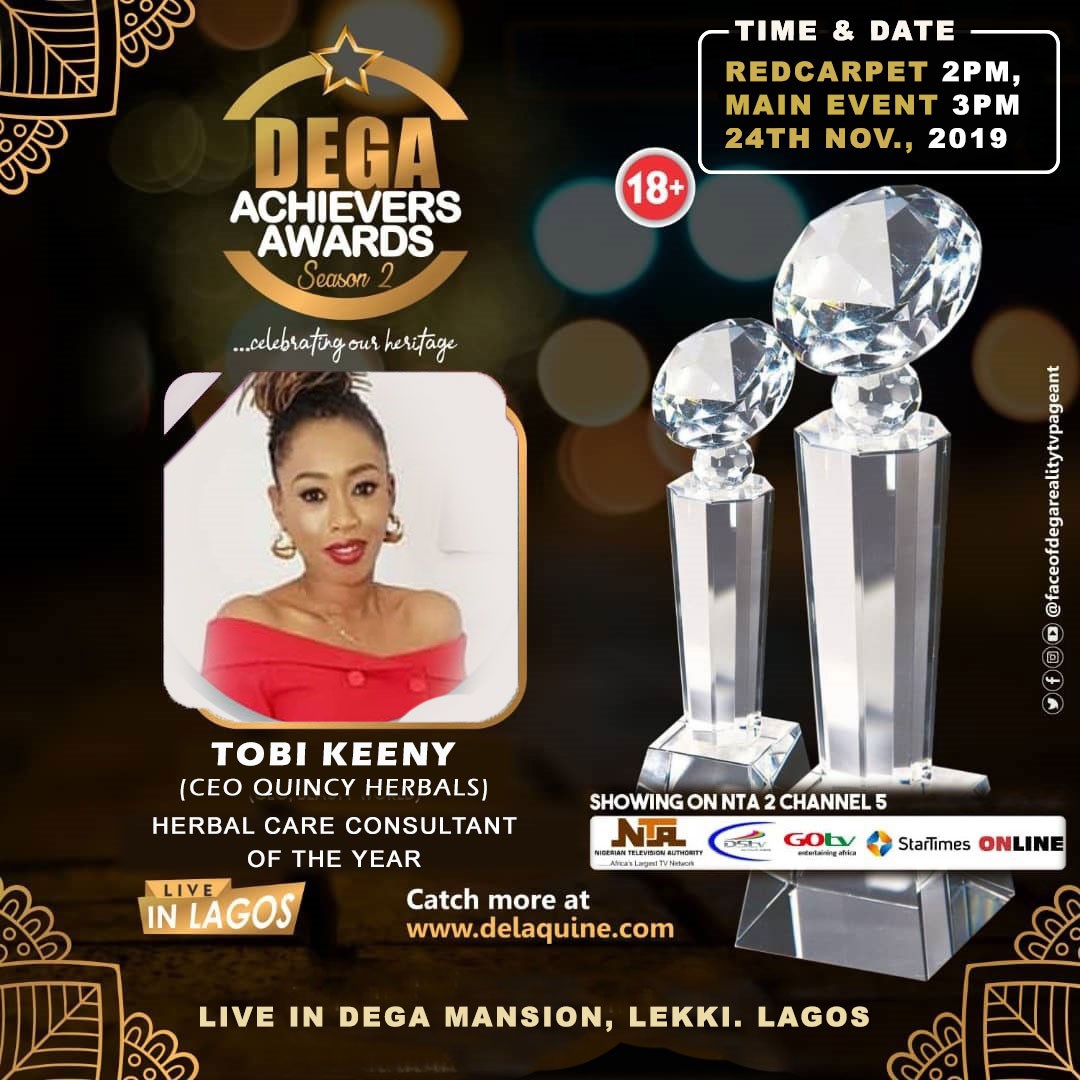 TIME & DATE
REDCARPET 2PM,
MAIN EVENT 3PM
24TH NOV., 2019
18+
DEGA
ACHIEVERS
AWARDS
Season 2
...celebrating our heritage
@faceofdegarealitytvpageant
TOBI KEENY
(CEO QUINCY HERBALS)
HERBAL CARE CONSULTANT
OF THE YEAR
SHOWING ON NTA 2 CHANNEL 5
NTA
NIGERIAN TELEVISION AUTHORITY
.....Africa's Largest TV Network
DStv
GOtv
entertaining africa
StarTimes
ONLINE
LIVE
IN LAGOS
Catch more at
www.delaquine.com
LIVE IN DEGA MANSION, LEKKI. LAGOS